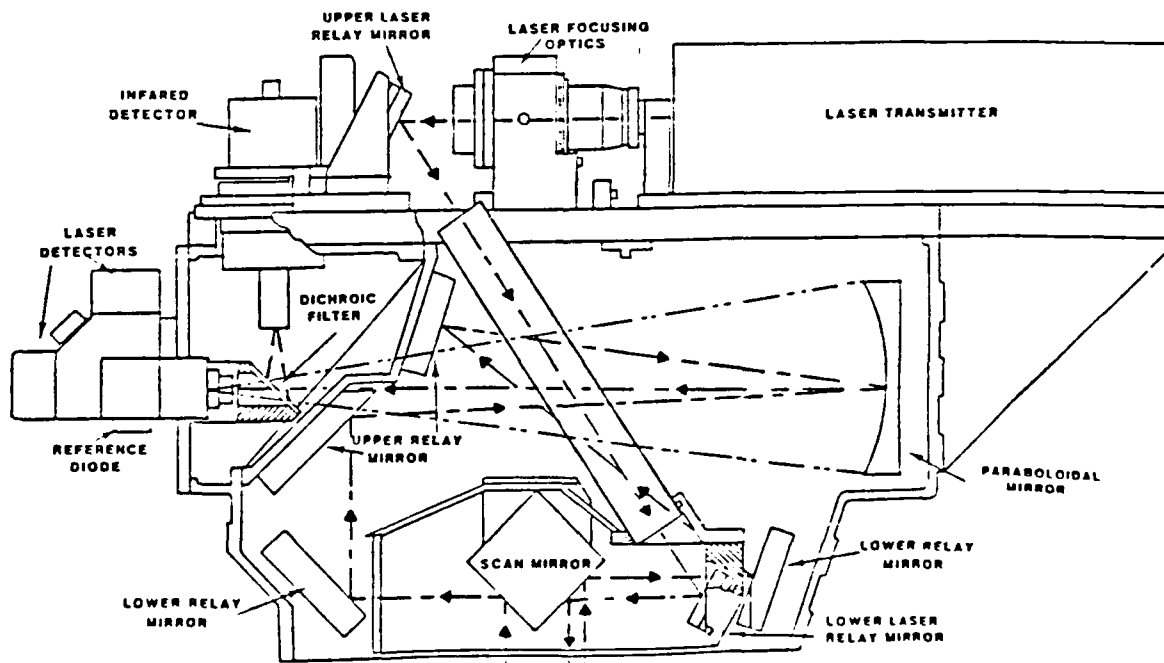 UPPER LASER
RELAY MIRROR
LASER FOCUSING
OPTICS
INFARED
DETECTOR
LASER TRANSMITTER
LASER
DETECTORS
DICHROIC
FILTER
REFERENCE
DIODE
UPPER RELAY
MIRROR
PARABOLOIDAL
MIRROR
SCAN MIRROR
LOWER RELAY
MIRROR
LOWER RELAY
MIRROR
LOWER LASER
RELAY MIRROR